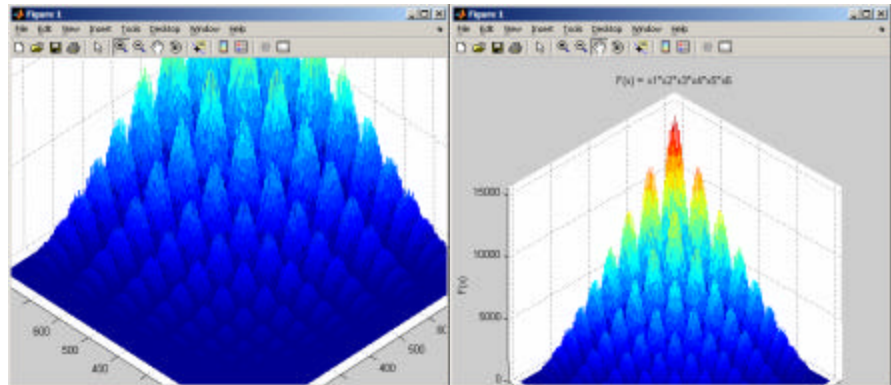 Figure 1
File Edit View Insert Tools Desktop Window Help
600
500
400
400
500
Figure 1
File Edit View Insert Tools Desktop Window Help
F(x) = x1*x2*x3*x4*x5*x6
15000
10000
5000
0
F(x)